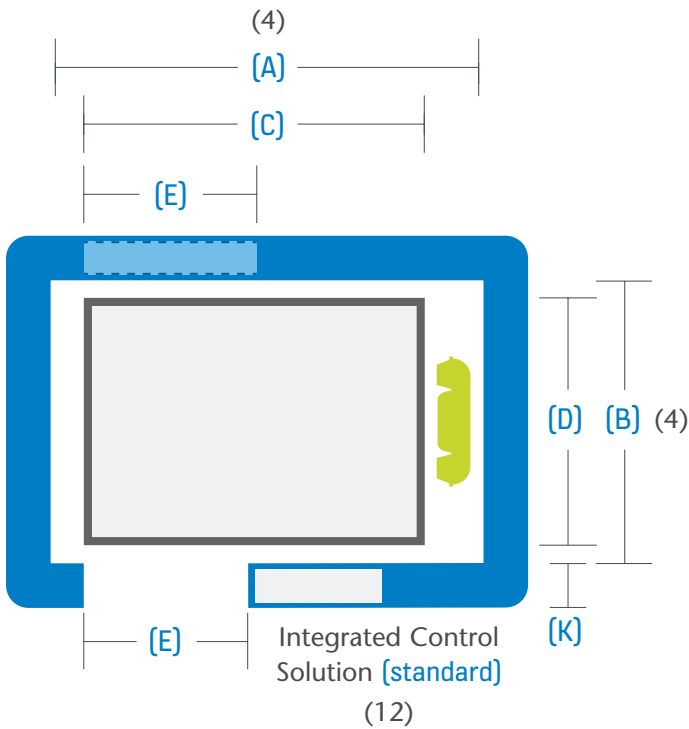 (4)
(A)
(C)
(E)
(D) (B) (4)
(E)
Integrated Control
Solution (standard)
(12)
(K)